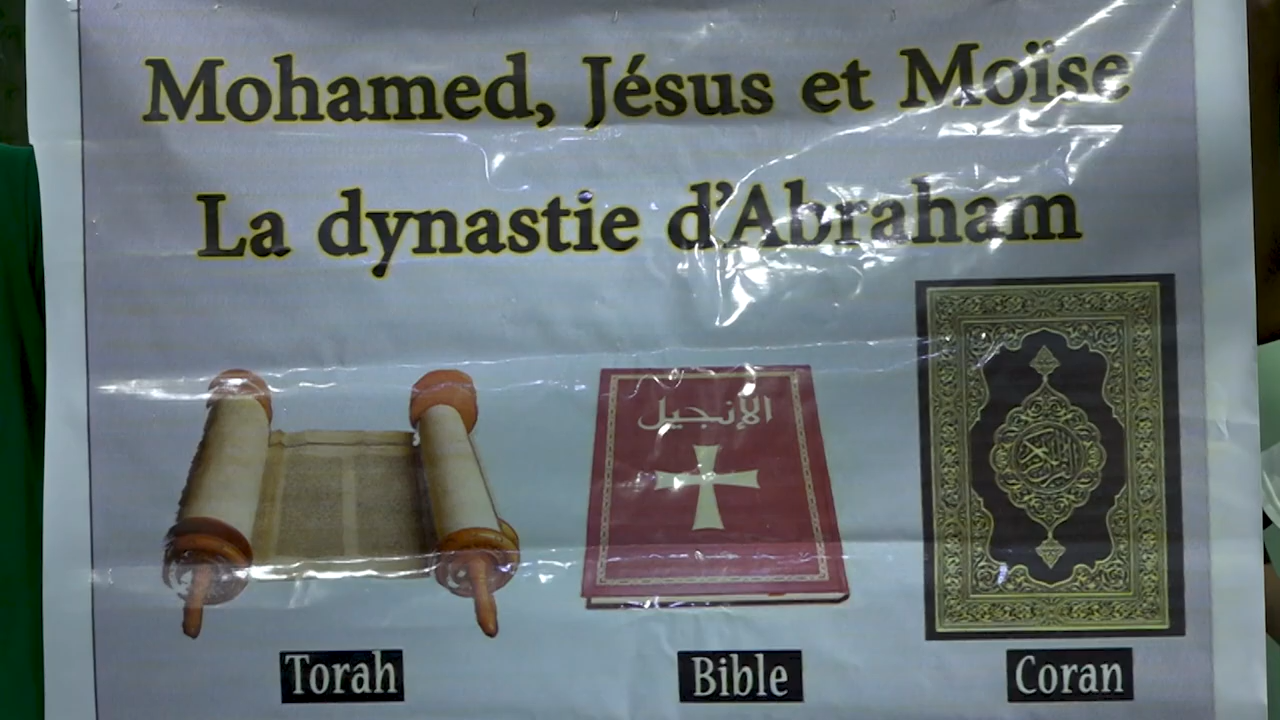 Mohamed, Jésus et Moïse
La dynastie d'Abraham
الإنجيل
Torah
Bible
Coran